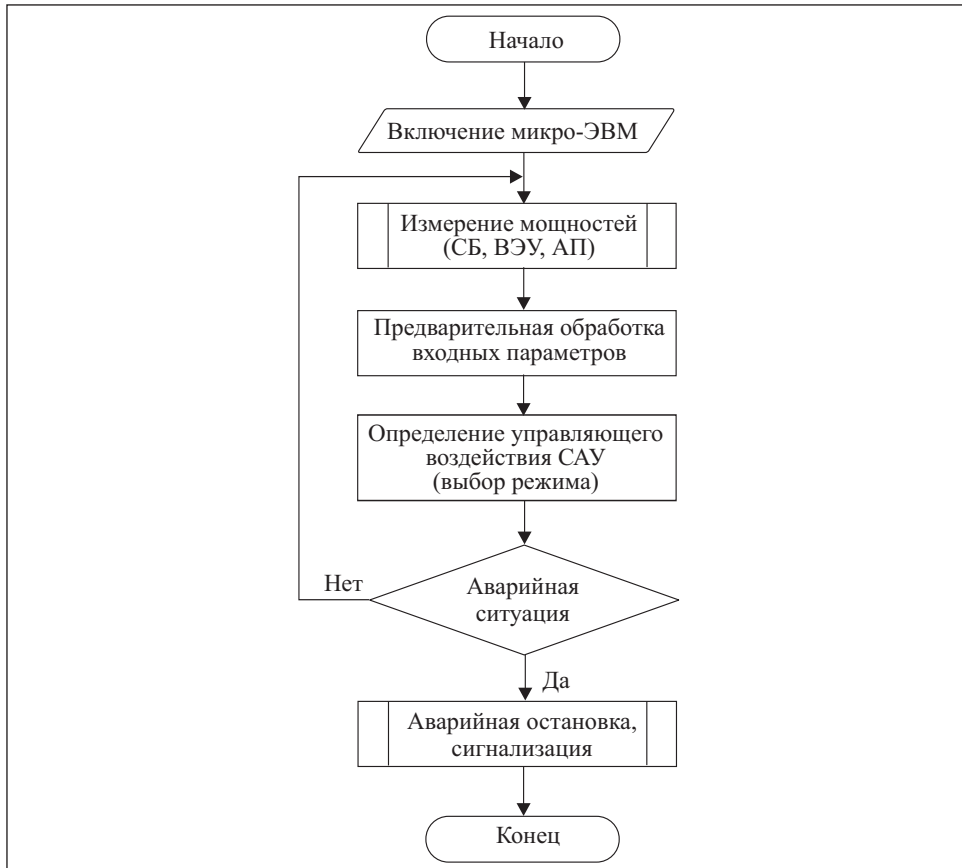 Начало
Включение микро-ЭВМ
Измерение мощностей
(СБ, ВЭУ, АП)
Предварительная обработка
входных параметров
Определение управляющего
воздействия САУ
(выбор режима)
Нет
Аварийная
ситуация
Да
Аварийная остановка,
сигнализация
Конец